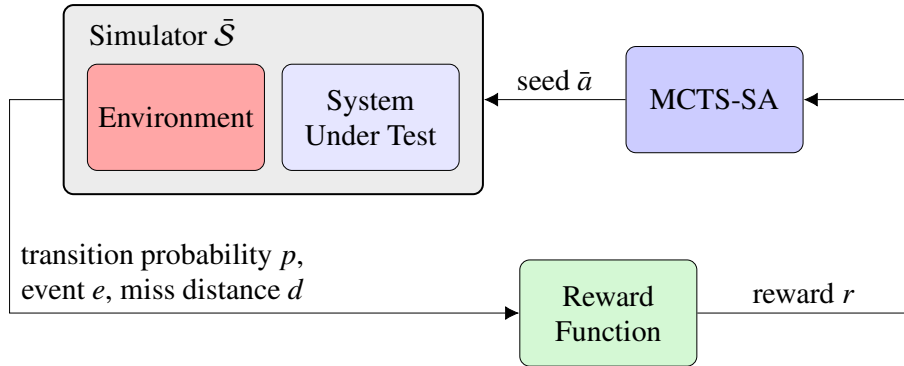 Simulator S̄
Environment
System
Under Test
seed ā
MCTS-SA
transition probability p,
event e, miss distance d
Reward
Function
reward r